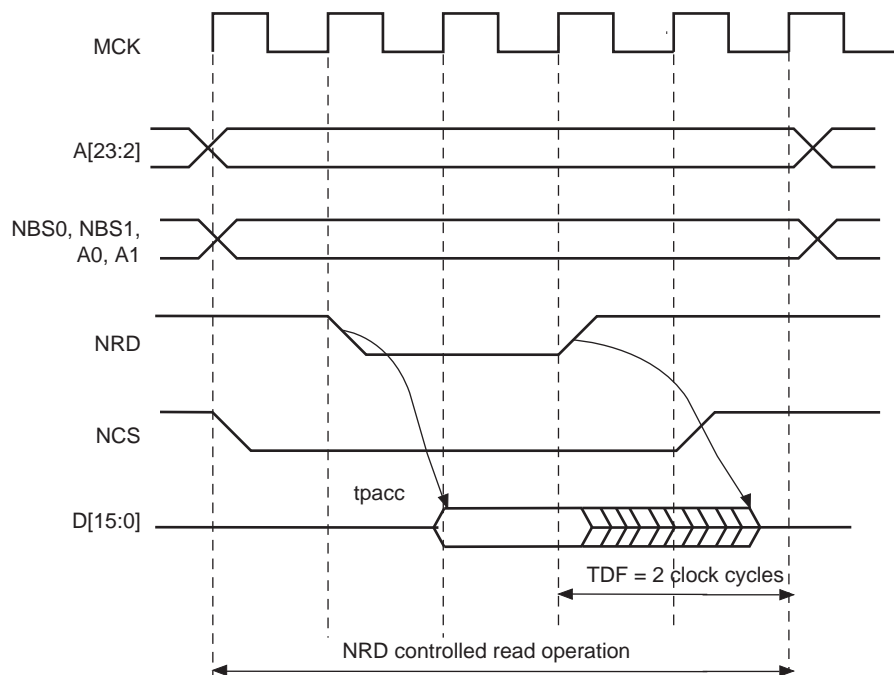 MCK
A[23:2]
NBS0, NBS1,
A0, A1
NRD
NCS
tpacc
D[15:0]
TDF = 2 clock cycles
NRD controlled read operation